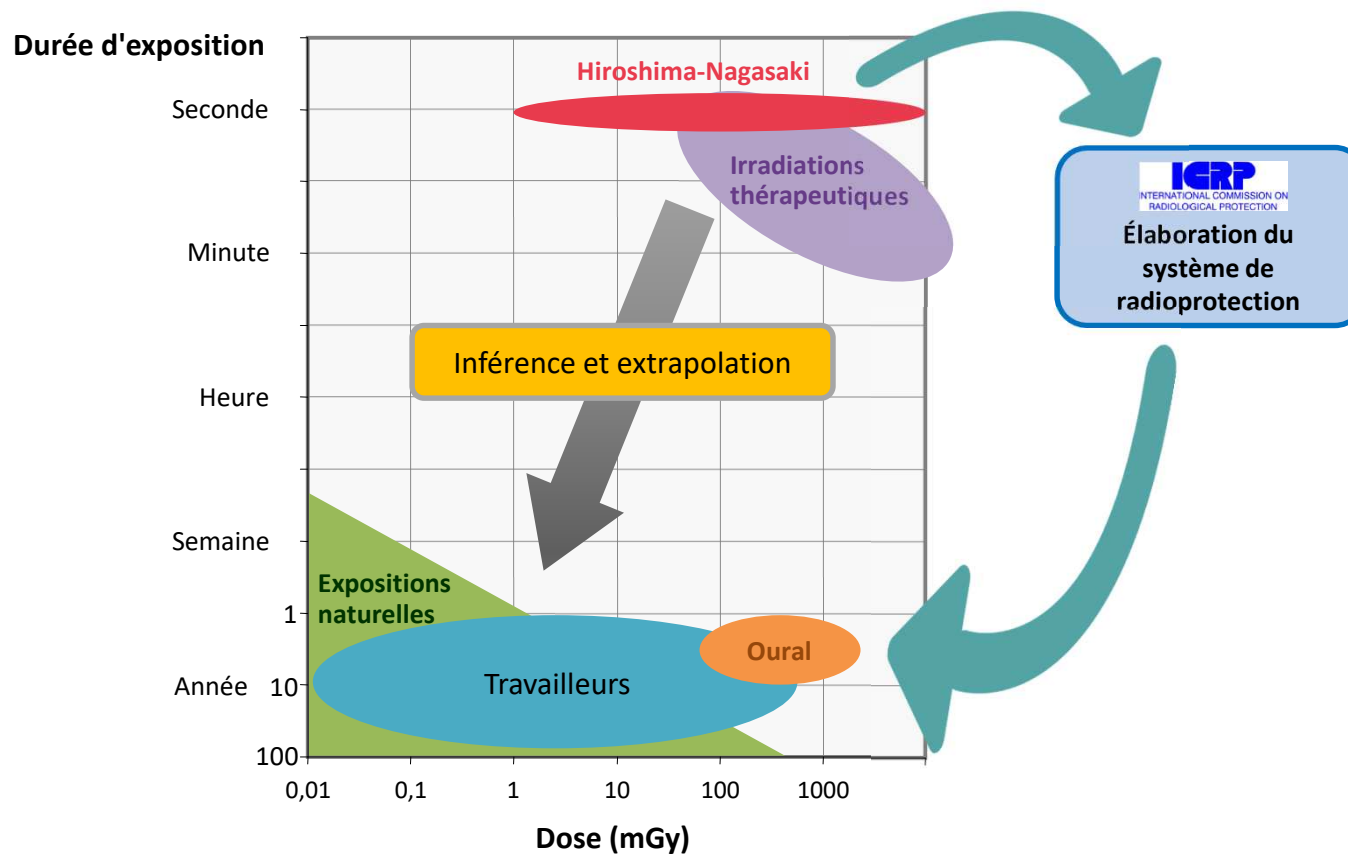 Durée d'exposition
Hiroshima-Nagasaki
Seconde
Irradiations
thérapeutiques
ICRP
INTERNATIONAL COMMISSION ON
RADIOLOGICAL PROTECTION
Élaboration du
système de
radioprotection
Minute
Inférence et extrapolation
Heure
Semaine
Expositions
naturelles
1
Oural
Travailleurs
Année 10
100
0,01 0,1 1 10 100 1000
Dose (mGy)